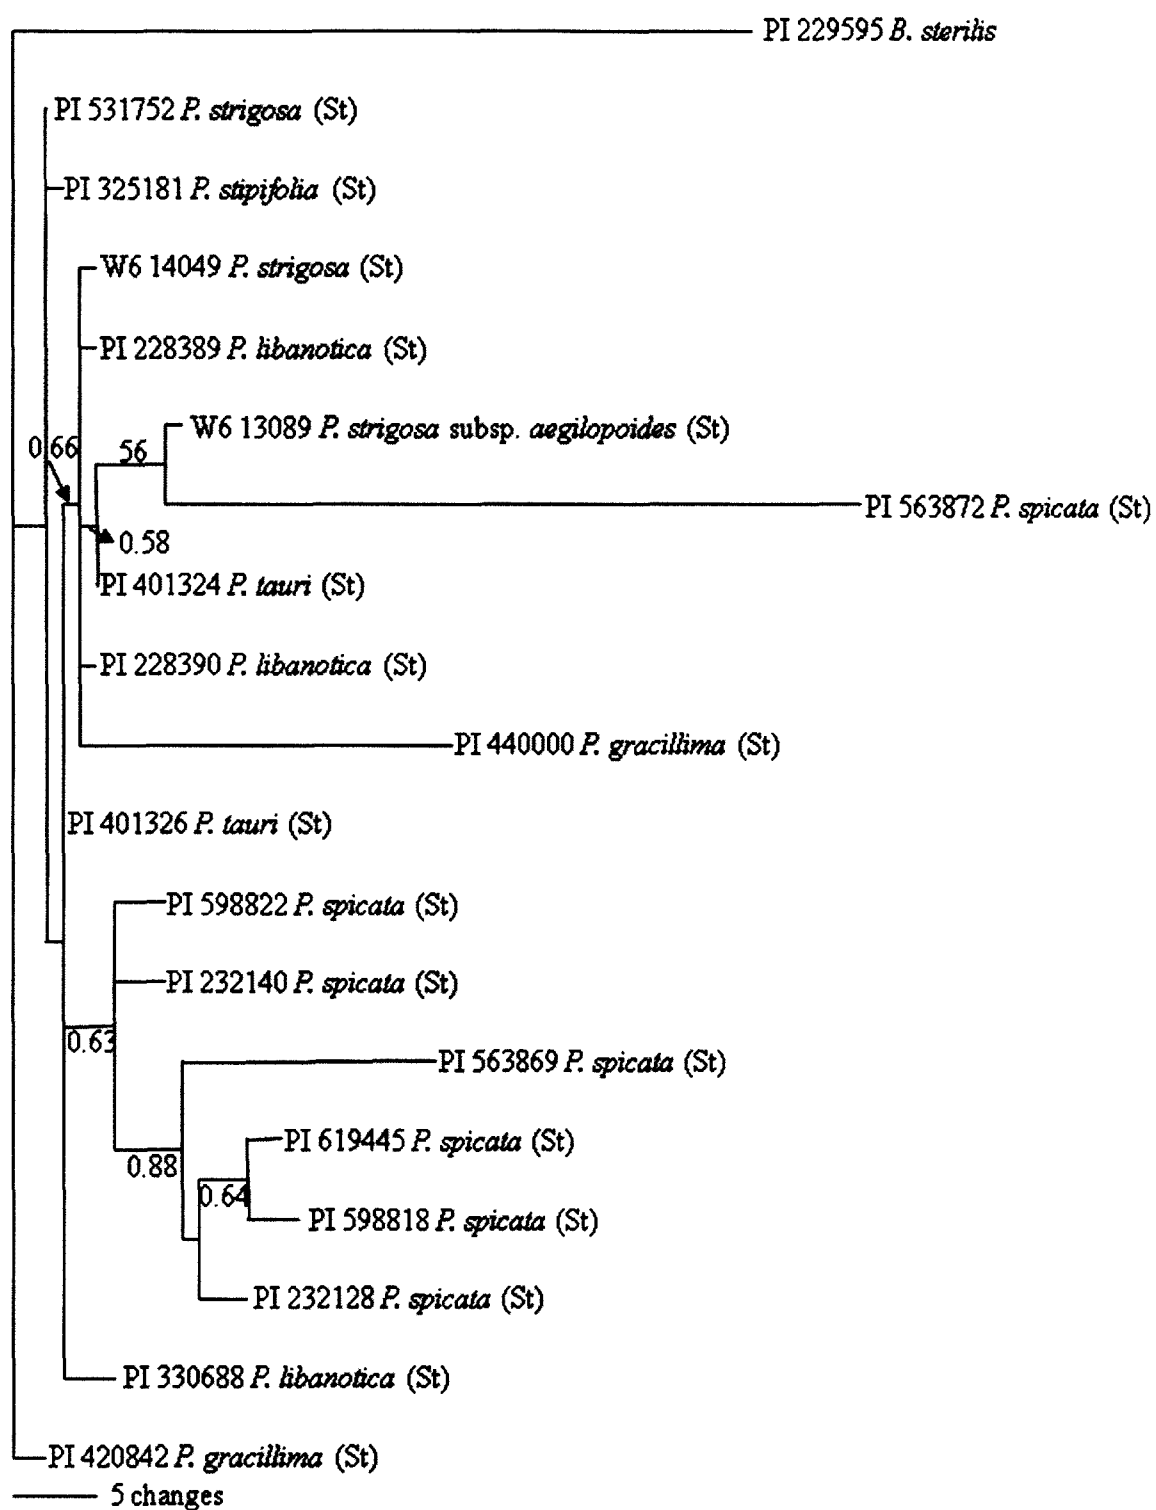 PI 229595 B. sterilis
PI 531752 P. strigosa (St)
PI 325181 P. stipifolia (St)
W6 14049 P. strigosa (St)
PI 228389 P. libanotica (St)
W6 13089 P. strigosa subsp. aegilopoides (St)
0.66
56
PI 563872 P. spicata (St)
0.58
PI 401324 P. tauri (St)
PI 228390 P. libanotica (St)
PI 440000 P. gracillima (St)
PI 401326 P. tauri (St)
PI 598822 P. spicata (St)
PI 232140 P. spicata (St)
0.63
PI 563869 P. spicata (St)
PI 619445 P. spicata (St)
0.88
0.64
PI 598818 P. spicata (St)
PI 232128 P. spicata (St)
PI 330688 P. libanotica (St)
PI 420842 P. gracillima (St)
5 changes